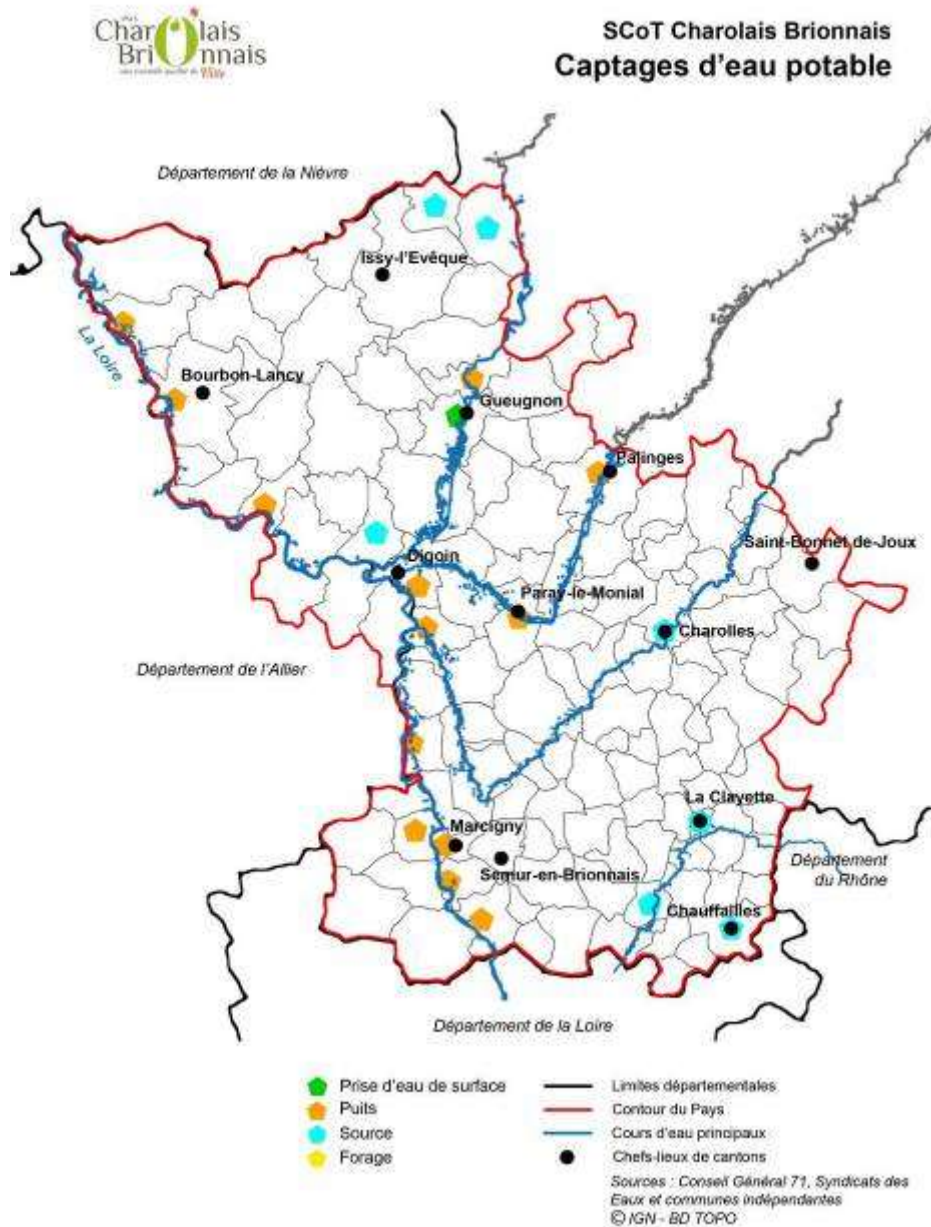 PAYS
CharOlais
BriOnnais
SCoT Charolais Brionnais
Captages d'eau potable
Département de la Nièvre
Issy-l'Evêque
La Loire
Bourbon-Lancy
Gueugnon
Palinges
Saint-Bonnet de-Joux
Digoin
Paray-le-Monial
Charolles
Département de l'Allier
La Clayette
Marcigny
Département
du Rhône
Semur-en-Brionnais
Chauffailles
Département de la Loire
Prise d'eau de surface
Puits
Source
Forage
Limites départementales
Contour du Pays
Cours d'eau principaux
Chefs-lieux de cantons
Sources : Conseil Général 71, Syndicats des
Eaux et communes indépendantes
© IGN - BD TOPO